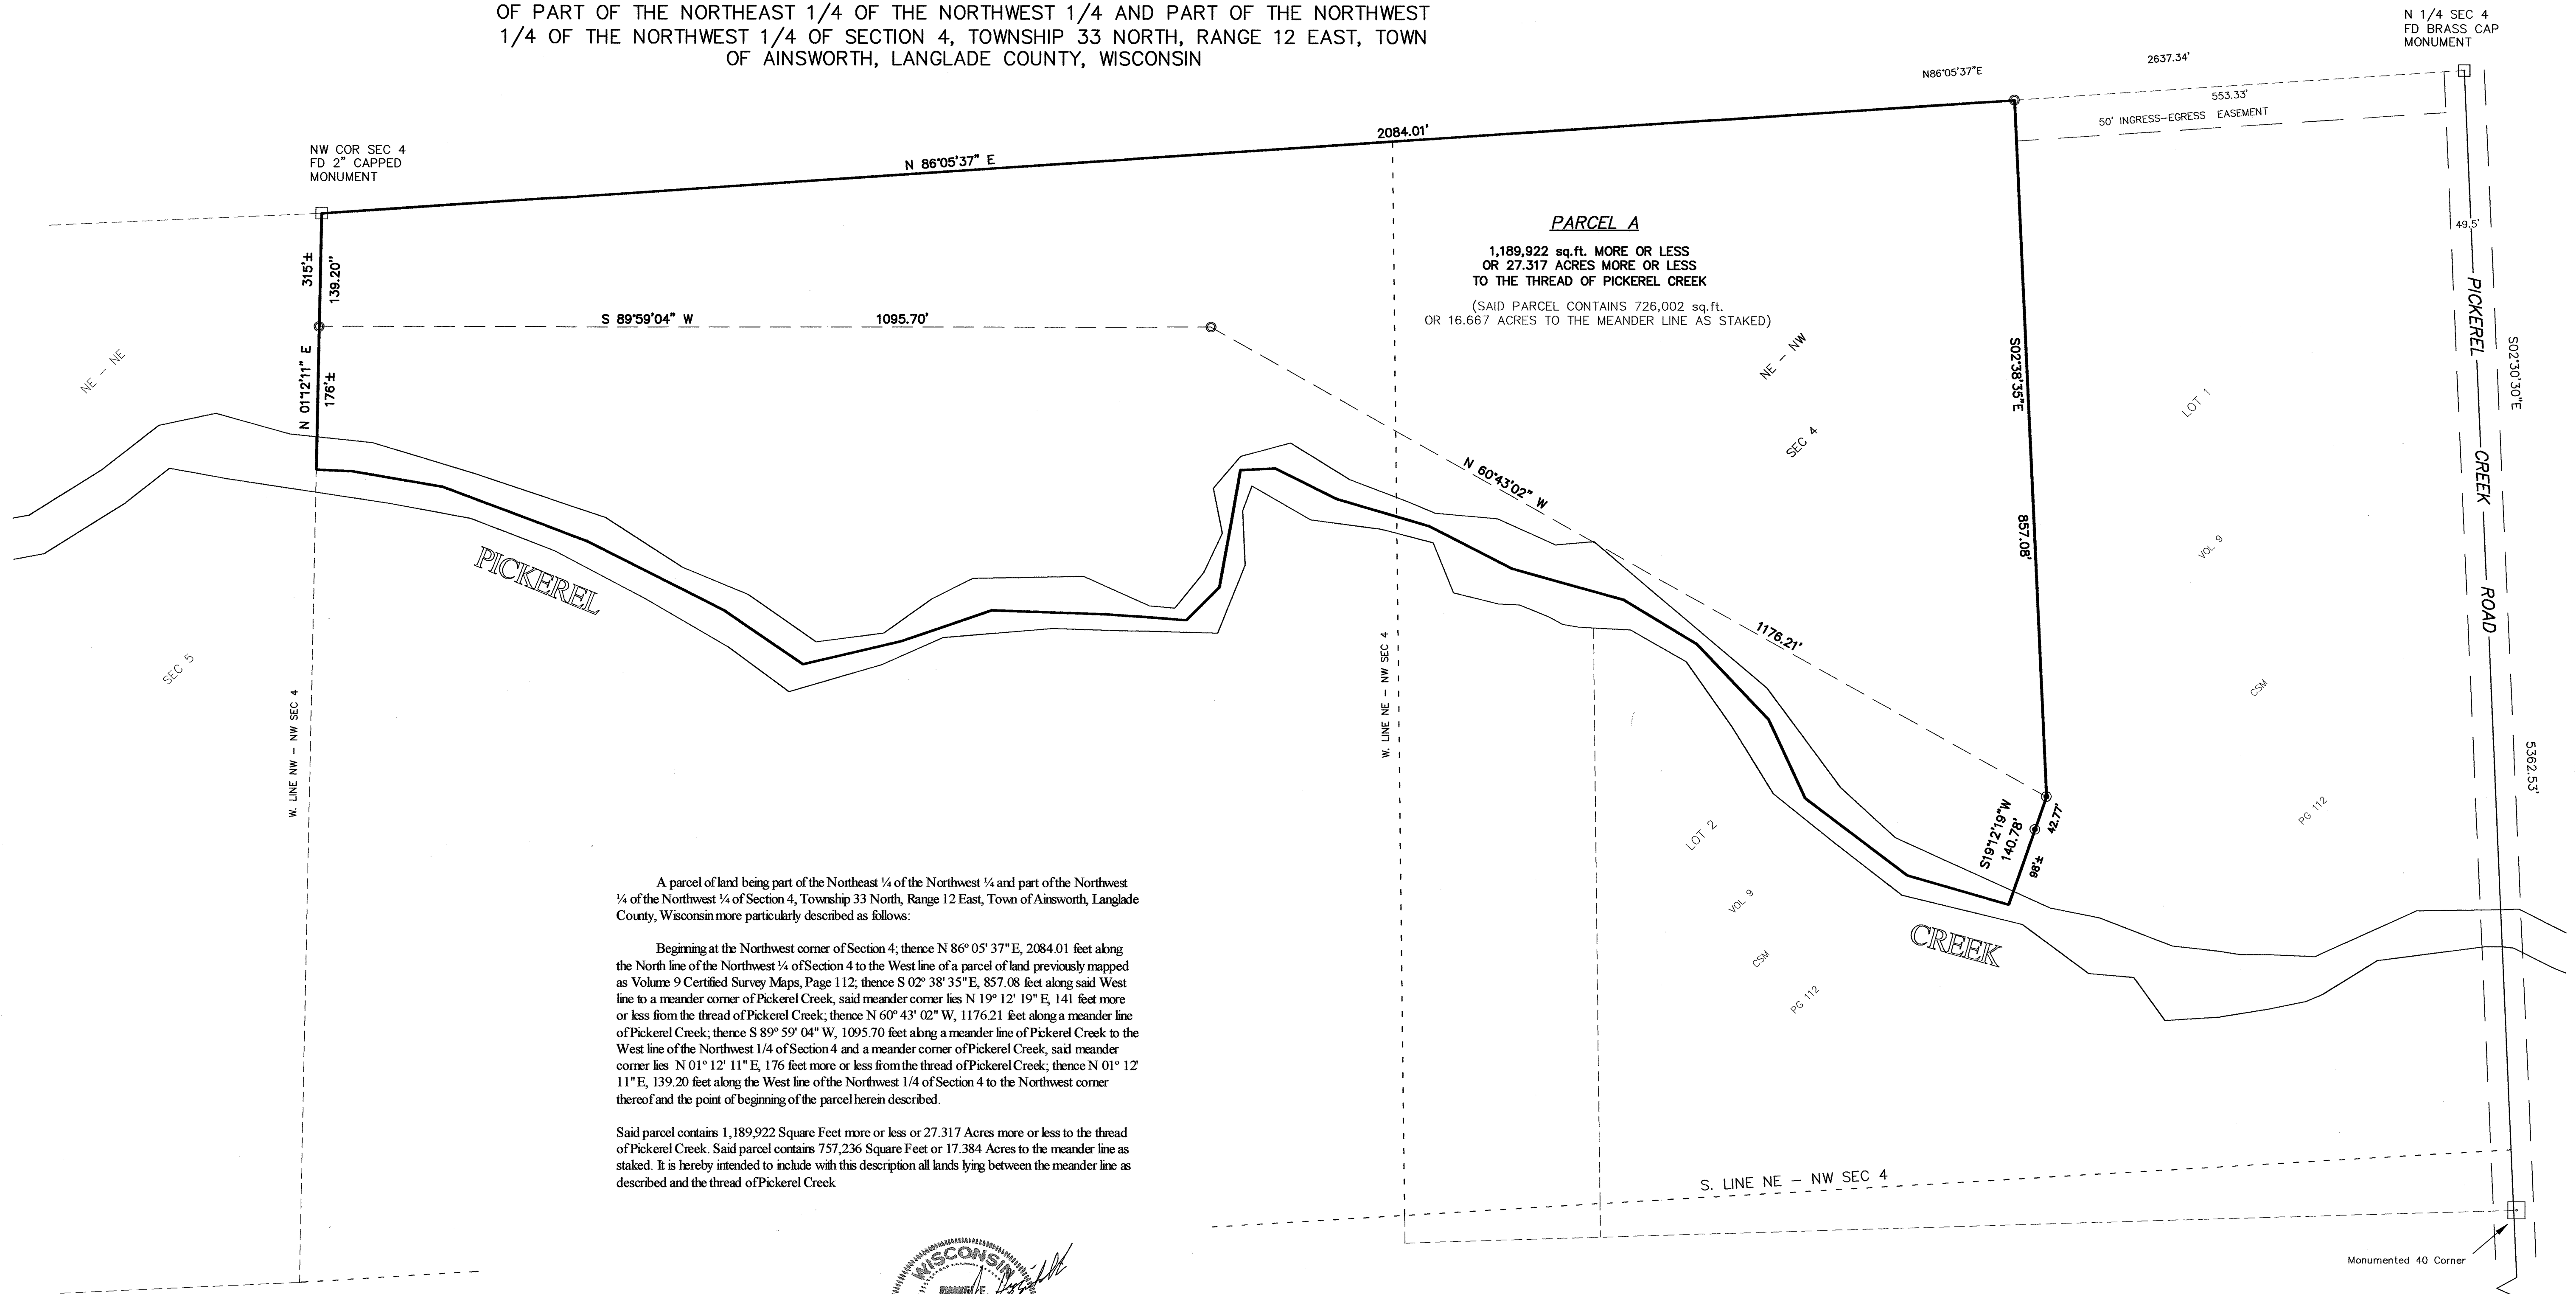 OF PART OF THE NORTHEAST 1/4 OF THE NORTHWEST 1/4 AND PART OF THE NORTHWEST
1/4 OF THE NORTHWEST 1/4 OF SECTION 4, TOWNSHIP 33 NORTH, RANGE 12 EAST, TOWN
OF AINSWORTH, LANGLADE COUNTY, WISCONSIN
N 1/4 SEC 4
FD BRASS CAP
MONUMENT
2637.34'
N86°05'37"E
553.33'
50' INGRESS-EGRESS EASEMENT
2084.01'
N 86°05'37" E
NW COR SEC 4
FD 2" CAPPED
MONUMENT
PARCEL A
1,189,922 sq.ft. MORE OR LESS
OR 27.317 ACRES MORE OR LESS
TO THE THREAD OF PICKEREL CREEK
(SAID PARCEL CONTAINS 726,002 sq.ft.
OR 16.667 ACRES TO THE MEANDER LINE AS STAKED)
49.5'
315'±
139.20"
S 89°59'04" W
1095.70'
N 01°12'11" E
176'±
NE - NE
NE - NW
SEC 4
S02°38'35"E
857.08'
LOT 1
VOL 9
CSM
PG 112
PICKEREL
CREEK
ROAD
S02°30'30"E
5362.53'
N 60°43'02" W
1176.21'
PICKEREL
SEC 5
W. LINE NW - NW SEC 4
W. LINE NE - NW SEC 4
S19°12'19"W
140.78'
42.77'
98'±
LOT 2
VOL 9
CSM
PG 112
CREEK
A parcel of land being part of the Northeast ¼ of the Northwest ¼ and part of the Northwest
¼ of the Northwest ¼ of Section 4, Township 33 North, Range 12 East, Town of Ainsworth, Langlade
County, Wisconsin more particularly described as follows:
Beginning at the Northwest corner of Section 4; thence N 86° 05' 37" E, 2084.01 feet along
the North line of the Northwest ¼ of Section 4 to the West line of a parcel of land previously mapped
as Volume 9 Certified Survey Maps, Page 112; thence S 02° 38' 35" E, 857.08 feet along said West
line to a meander corner of Pickerel Creek, said meander corner lies N 19° 12' 19" E, 141 feet more
or less from the thread of Pickerel Creek; thence N 60° 43' 02" W, 1176.21 feet along a meander line
of Pickerel Creek; thence S 89° 59' 04" W, 1095.70 feet along a meander line of Pickerel Creek to the
West line of the Northwest 1/4 of Section 4 and a meander corner of Pickerel Creek, said meander
corner lies N 01° 12' 11" E, 176 feet more or less from the thread of Pickerel Creek; thence N 01° 12'
11" E, 139.20 feet along the West line of the Northwest 1/4 of Section 4 to the Northwest corner
thereof and the point of beginning of the parcel herein described.
Said parcel contains 1,189,922 Square Feet more or less or 27.317 Acres more or less to the thread
of Pickerel Creek. Said parcel contains 757,236 Square Feet or 17.384 Acres to the meander line as
staked. It is hereby intended to include with this description all lands lying between the meander line as
described and the thread of Pickerel Creek
S. LINE NE - NW SEC 4
Monumented 40 Corner
WISCONSIN